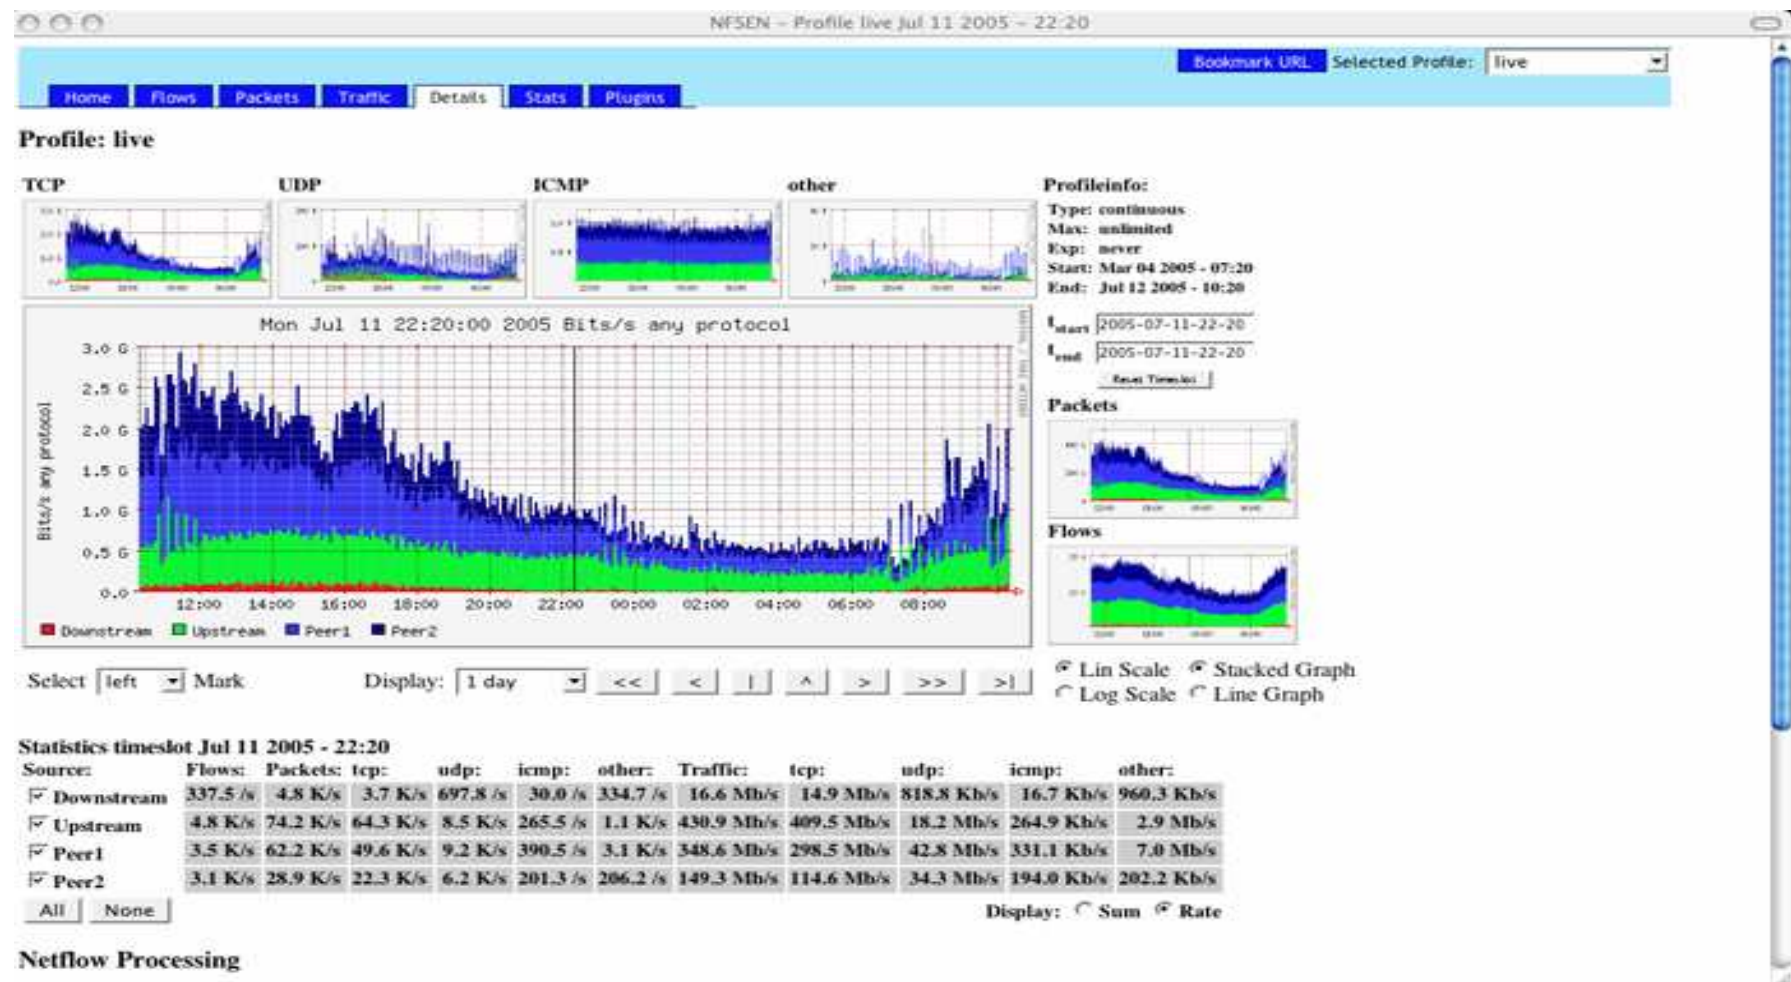 NFSEN – Profile live Jul 11 2005 – 22:20
Bookmark URL Selected Profile: live
Home Flows Packets Traffic Details Stats Plugins
Profile: live
TCP UDP ICMP other
Profileinfo:
Type: continuous
Max: unlimited
Exp: never
Start: Mar 04 2005 - 07:20
End: Jul 12 2005 - 10:20
tstart 2005-07-11-22-20
tend 2005-07-11-22-20
Mon Jul 11 22:20:00 2005 Bits/s any protocol
Bits/s any protocol
3.0 G
2.5 G
2.0 G
1.5 G
1.0 G
0.5 G
0.0
12:00 14:00 16:00 18:00 20:00 22:00 00:00 02:00 04:00 06:00 08:00
Downstream Upstream Peer1 Peer2
Packets
Flows
Select left Mark Display: 1 day << < | ^ > >> >|
Lin Scale Stacked Graph
Log Scale Line Graph
Statistics timeslot Jul 11 2005 - 22:20
Source: Flows: Packets: tcp: udp: icmp: other: Traffic: tcp: udp: icmp: other:
Downstream 337.5 /s 4.8 K/s 3.7 K/s 697.8 /s 30.0 /s 334.7 /s 16.6 Mb/s 14.9 Mb/s 818.8 Kb/s 16.7 Kb/s 960.3 Kb/s
Upstream 4.8 K/s 74.2 K/s 64.3 K/s 8.5 K/s 265.5 /s 1.1 K/s 430.9 Mb/s 409.5 Mb/s 18.2 Mb/s 264.9 Kb/s 2.9 Mb/s
Peer1 3.5 K/s 62.2 K/s 49.6 K/s 9.2 K/s 390.5 /s 3.1 K/s 348.6 Mb/s 298.5 Mb/s 42.8 Mb/s 331.1 Kb/s 7.0 Mb/s
Peer2 3.1 K/s 28.9 K/s 22.3 K/s 6.2 K/s 201.3 /s 206.2 /s 149.3 Mb/s 114.6 Mb/s 34.3 Mb/s 194.0 Kb/s 202.2 Kb/s
All None Display: Sum Rate
Netflow Processing